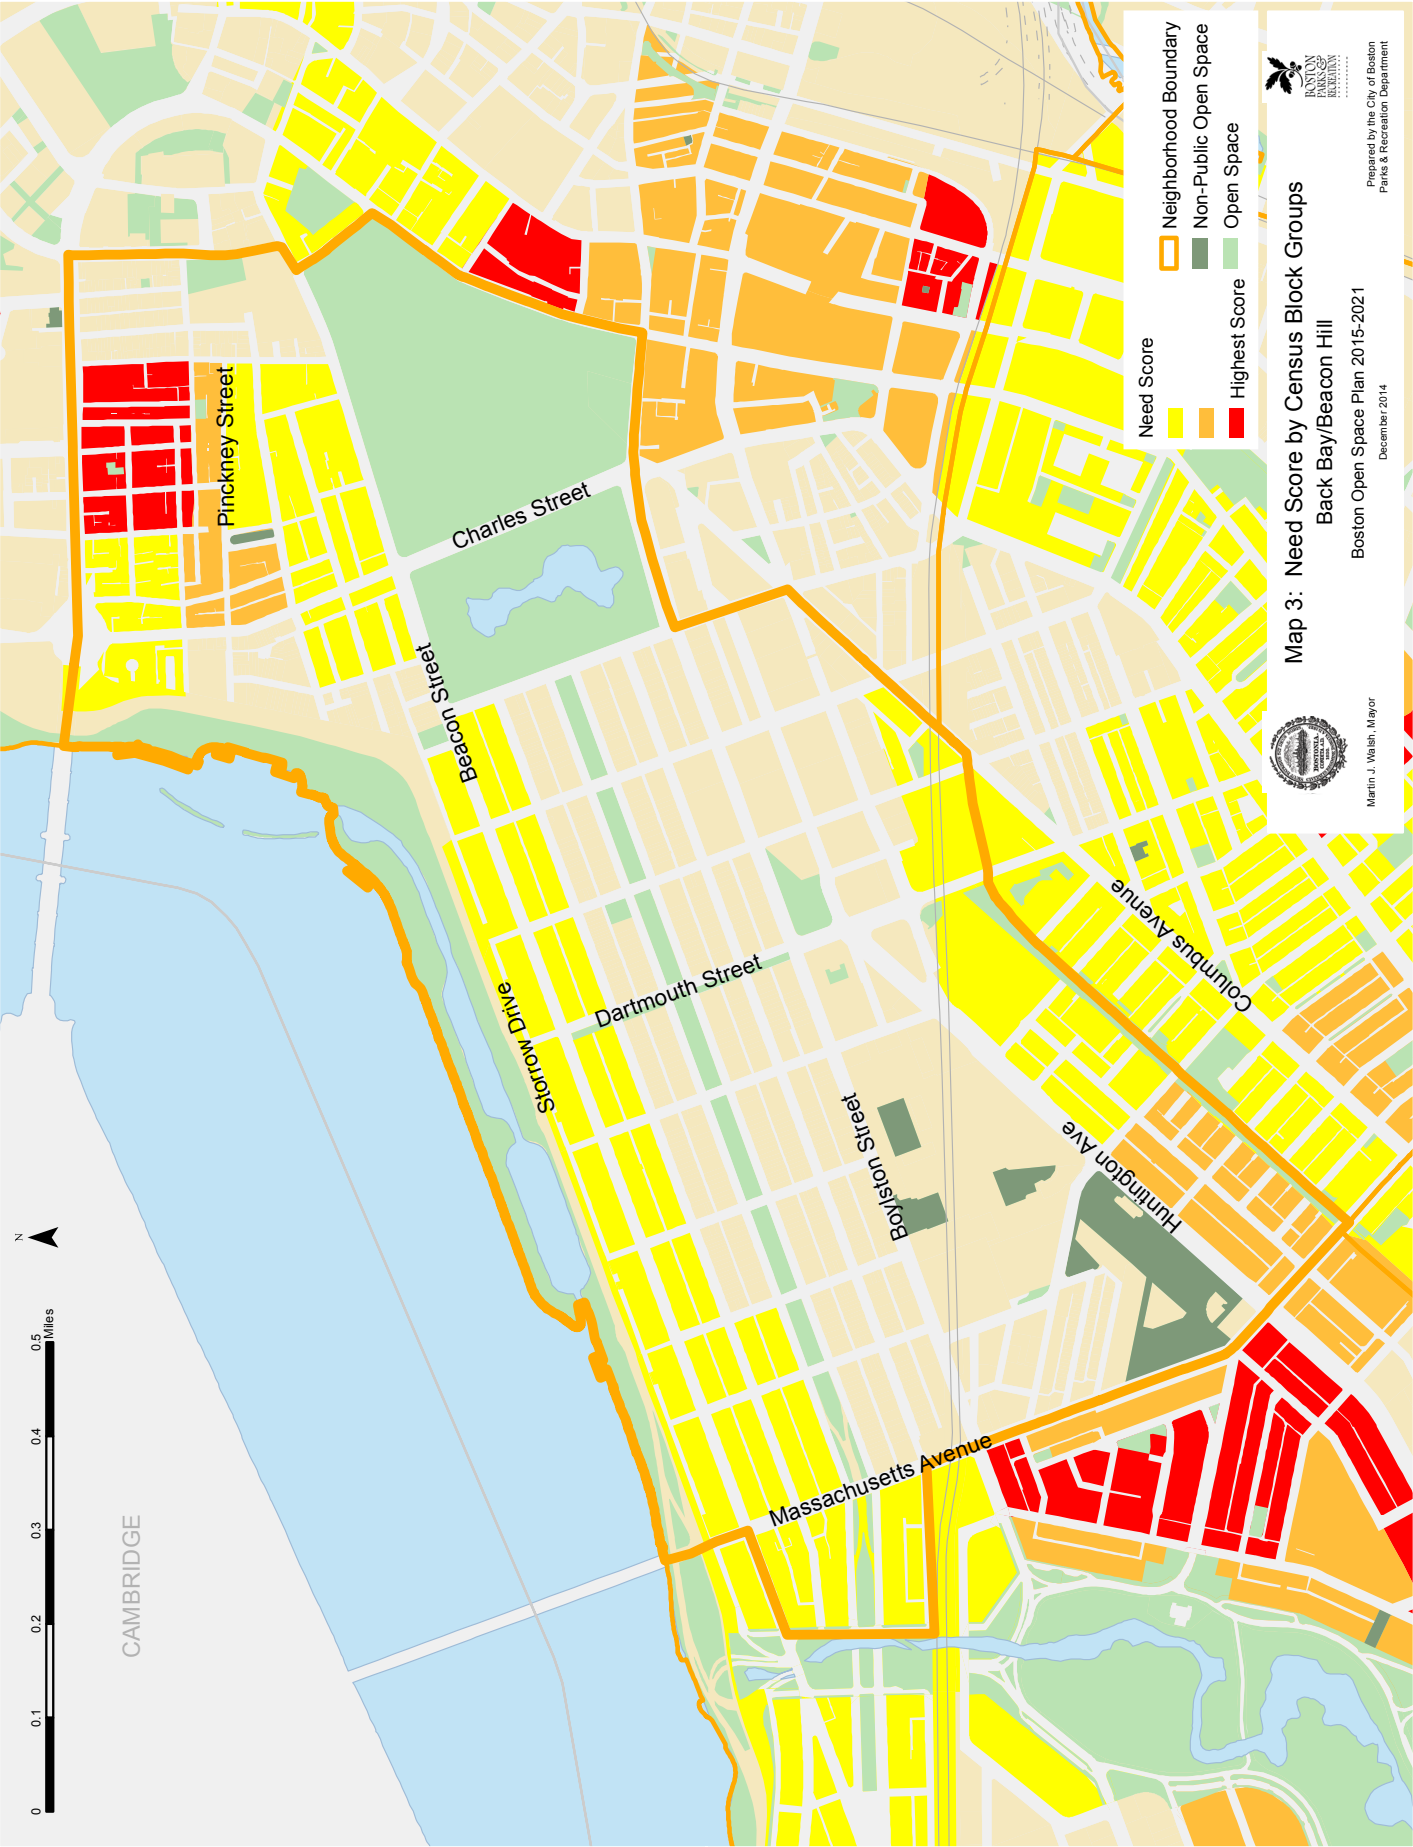 Pinckney Street
Charles Street
Beacon Street
Storrow Drive
Dartmouth Street
Boylston Street
Columbus Avenue
Huntington Ave
Massachusetts Avenue
CAMBRIDGE
N
0 0.1 0.2 0.3 0.4 0.5
Miles
Need Score
Highest Score
Neighborhood Boundary
Non-Public Open Space
Open Space
Map 3: Need Score by Census Block Groups
Back Bay/Beacon Hill
Boston Open Space Plan 2015-2021
December 2014
Martin J. Walsh, Mayor
BOSTON
PARKS &
RECREATION
Prepared by the City of Boston
Parks & Recreation Department